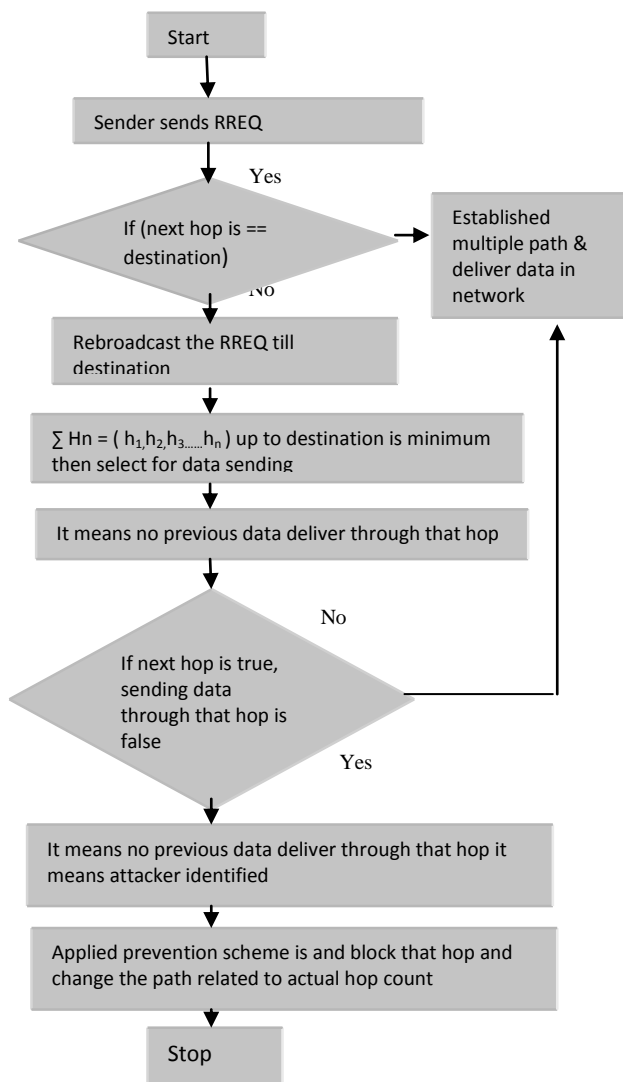 Start
Sender sends RREQ
Yes
If (next hop is ==
destination)
Established
multiple path &
deliver data in
network
No
Rebroadcast the RREQ till
destination
∑ Hn = ( h1,h2,h3......hn ) up to destination is minimum
then select for data sending
It means no previous data deliver through that hop
No
If next hop is true,
sending data
through that hop is
false
Yes
It means no previous data deliver through that hop it
means attacker identified
Applied prevention scheme is and block that hop and
change the path related to actual hop count
Stop